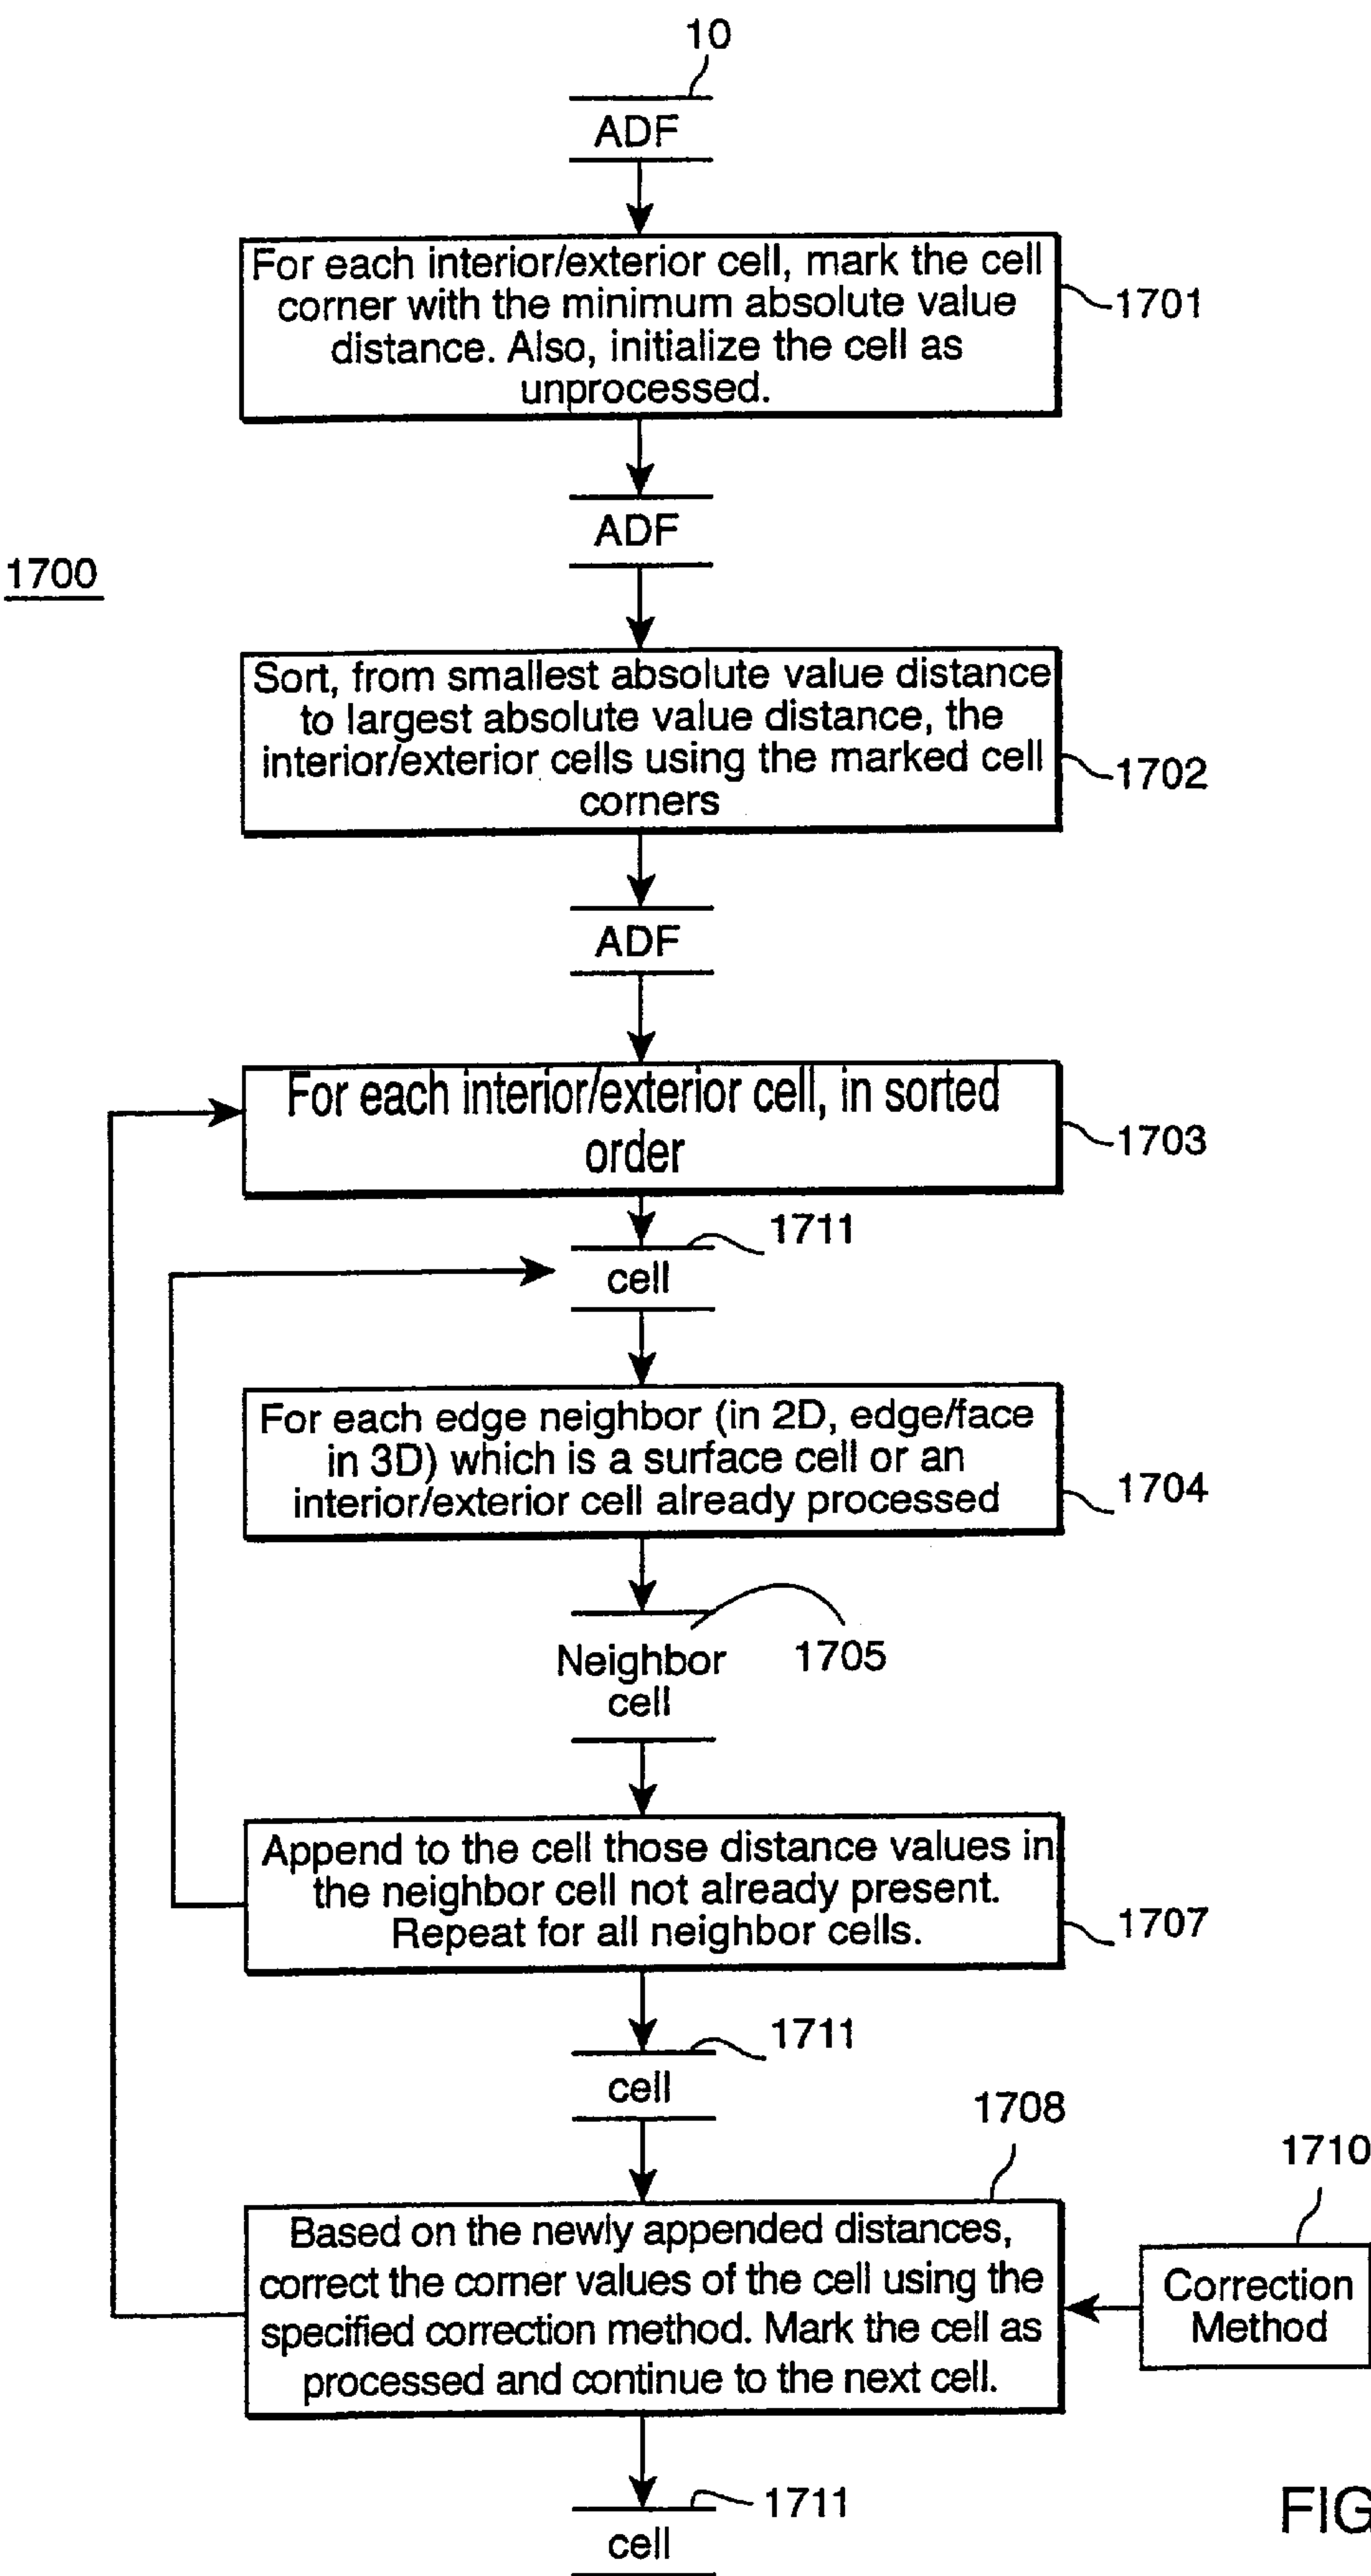 10
ADF
For each interior/exterior cell, mark the cell
corner with the minimum absolute value
distance. Also, initialize the cell as
unprocessed.
1701
ADF
1700
Sort, from smallest absolute value distance
to largest absolute value distance, the
interior/exterior cells using the marked cell
corners
1702
ADF
For each interior/exterior cell, in sorted
order
1703
1711
cell
For each edge neighbor (in 2D, edge/face
in 3D) which is a surface cell or an
interior/exterior cell already processed
1704
Neighbor
cell
1705
Append to the cell those distance values in
the neighbor cell not already present.
Repeat for all neighbor cells.
1707
1711
cell
1708
1710
Based on the newly appended distances,
correct the corner values of the cell using the
specified correction method. Mark the cell as
processed and continue to the next cell.
Correction
Method
1711
cell
FIG